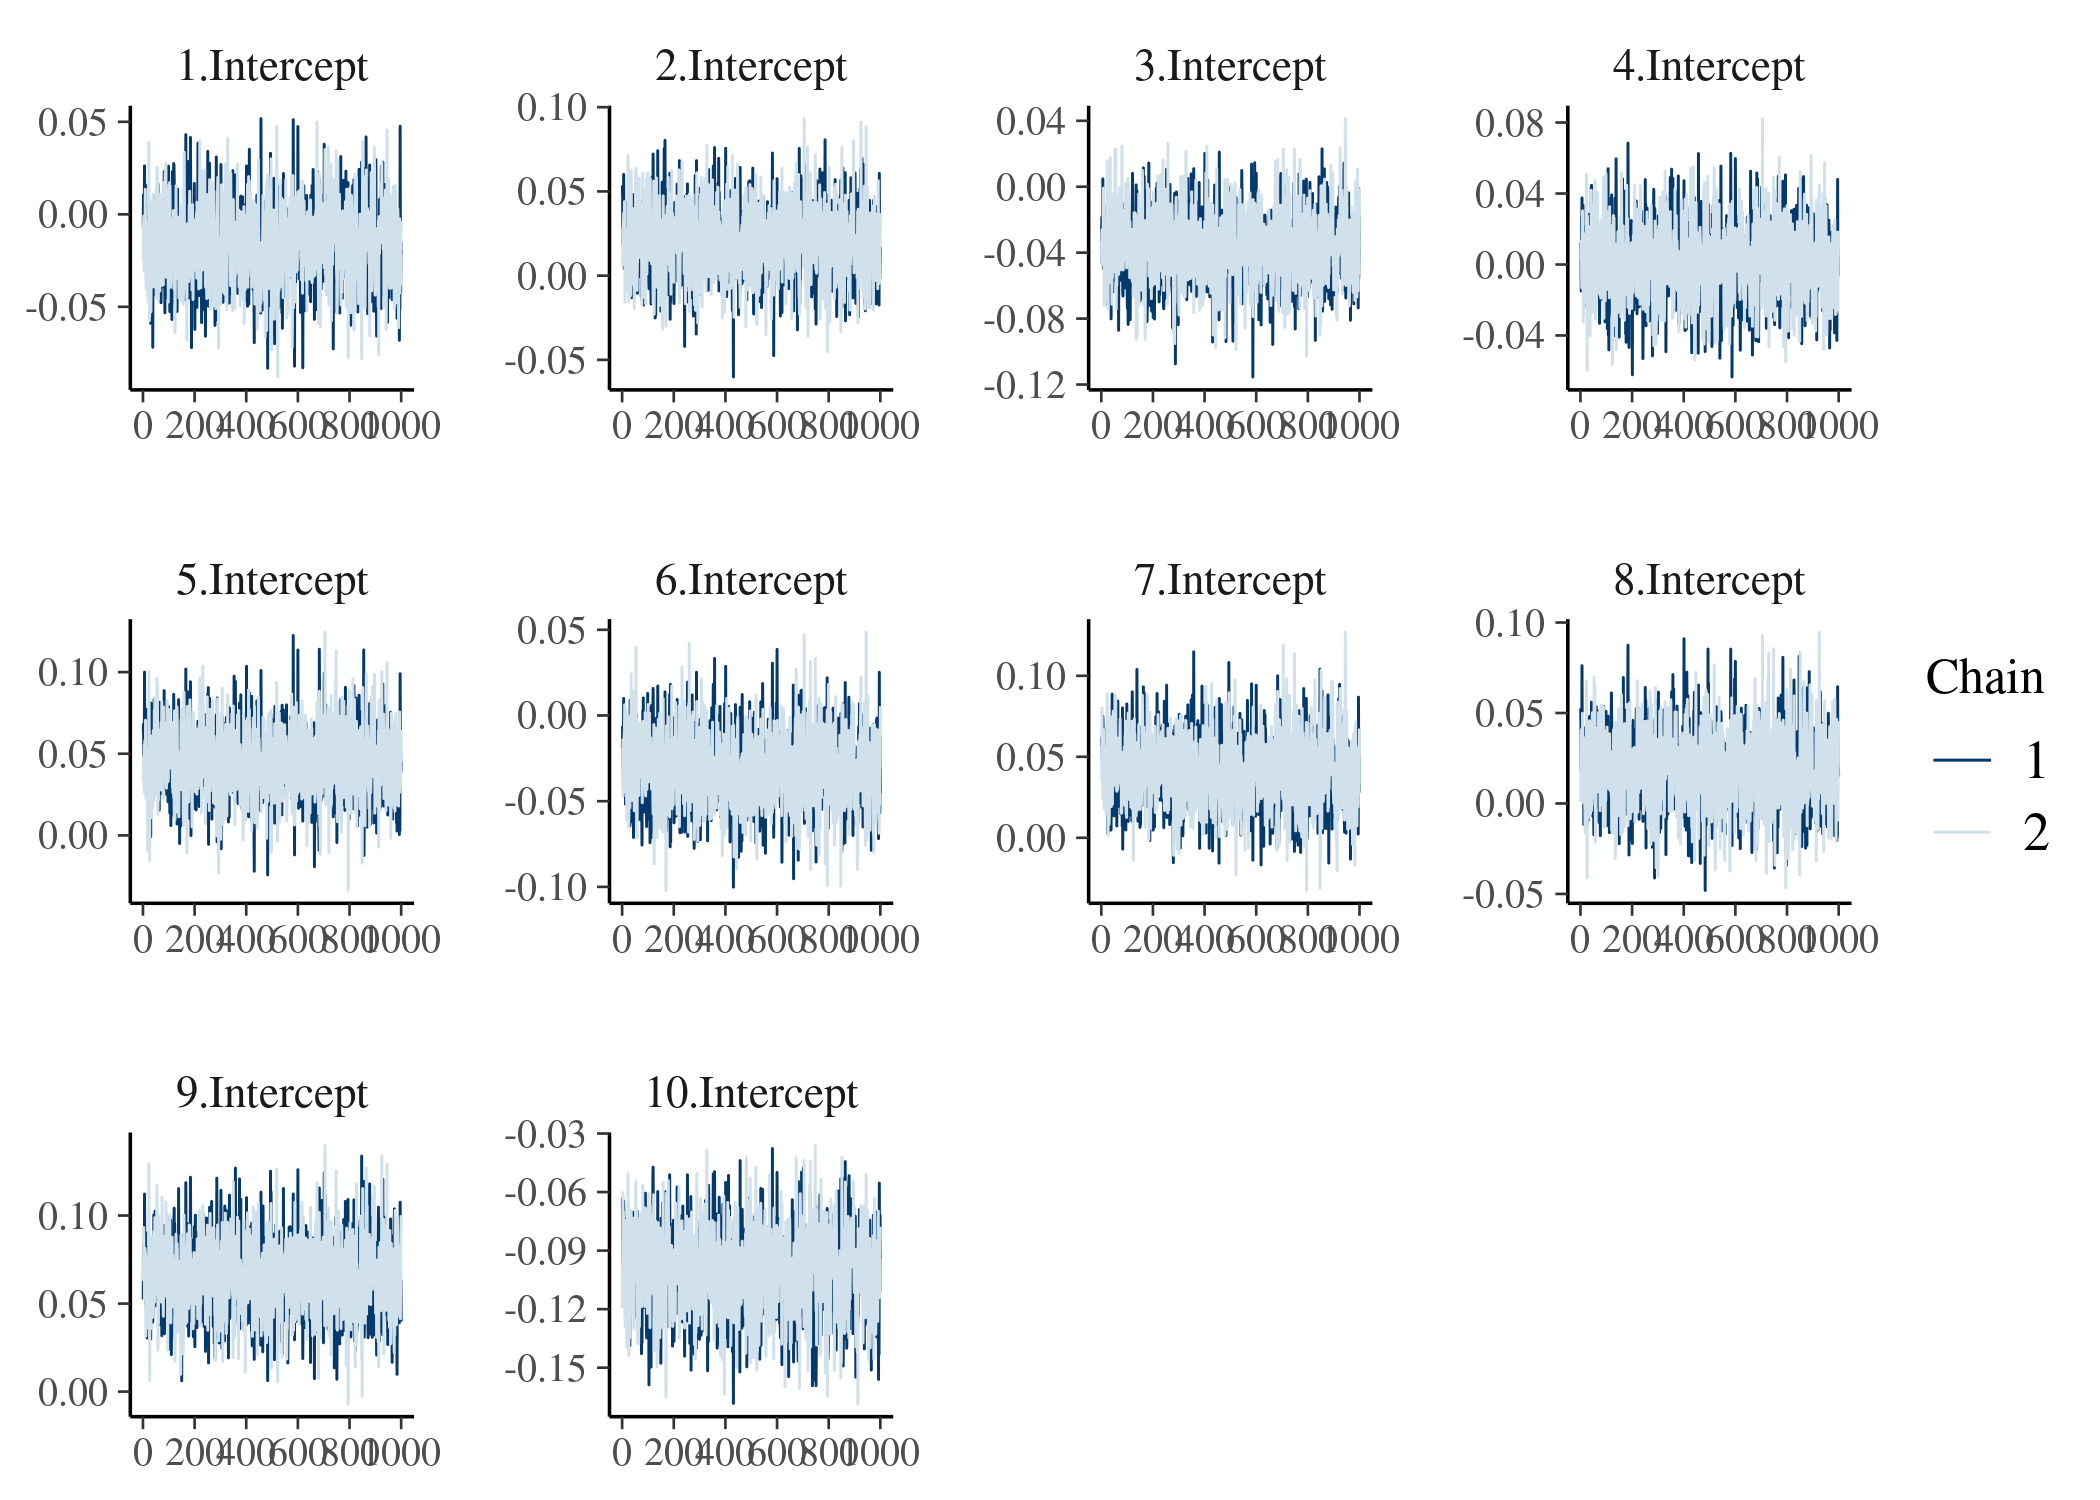 1.Intercept 2.Intercept 3.Intercept 4.Intercept
0.05
0.00
-0.05
0 200 400 600 800 1000
0.10
0.05
0.00
-0.05
0 200 400 600 800 1000
0.04
0.00
-0.04
-0.08
-0.12
0 200 400 600 800 1000
0.08
0.04
0.00
-0.04
0 200 400 600 800 1000
5.Intercept 6.Intercept 7.Intercept 8.Intercept
0.10
0.05
0.00
0 200 400 600 800 1000
0.05
0.00
-0.05
-0.10
0 200 400 600 800 1000
0.10
0.05
0.00
0 200 400 600 800 1000
0.10
0.05
0.00
-0.05
0 200 400 600 800 1000
Chain
1
2
9.Intercept 10.Intercept
0.10
0.05
0.00
0 200 400 600 800 1000
-0.03
-0.06
-0.09
-0.12
-0.15
0 200 400 600 800 1000